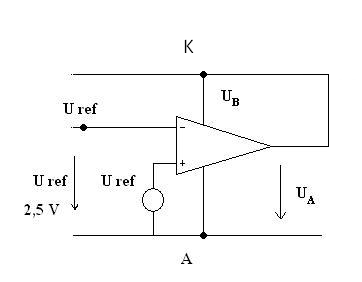 K
U_B
U ref
-
+
U ref
U ref
2,5 V
U_A
A